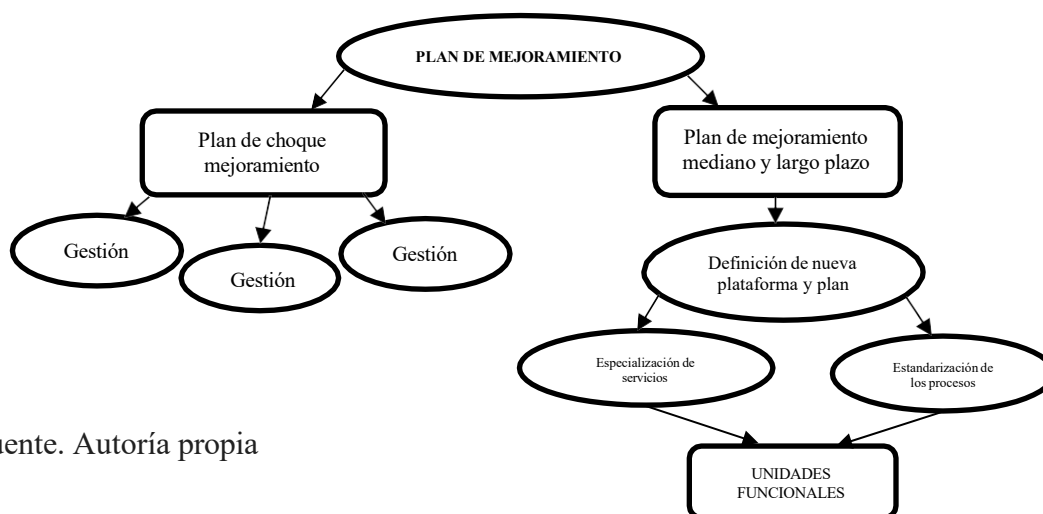 PLAN DE MEJORAMIENTO
Plan de choque
mejoramiento
Plan de mejoramiento
mediano y largo plazo
Gestión
Gestión
Gestión
Definición de nueva
plataforma y plan
Especialización de
servicios
Estandarización de
los procesos
uente. Autoría propia
UNIDADES
FUNCIONALES